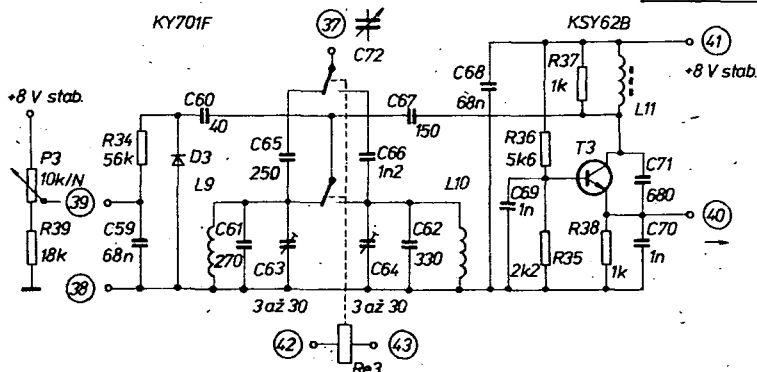 KY701F
37
C72
KSY62B
41
+8 V stab.
+8 V stab.
R37
1k
L11
C68
68n
C60
40
C67
150
R34
56k
P3
10k/N
D3
L9
C65
250
C66
1n2
L10
R36
5k6
T3
C71
680
39
R39
18k
C59
68n
C61
270
C63
C64
C62
330
C69
1n
2k2
R35
R38
1k
C70
1n
40
38
3 až 30
3 až 30
42
43
Re3